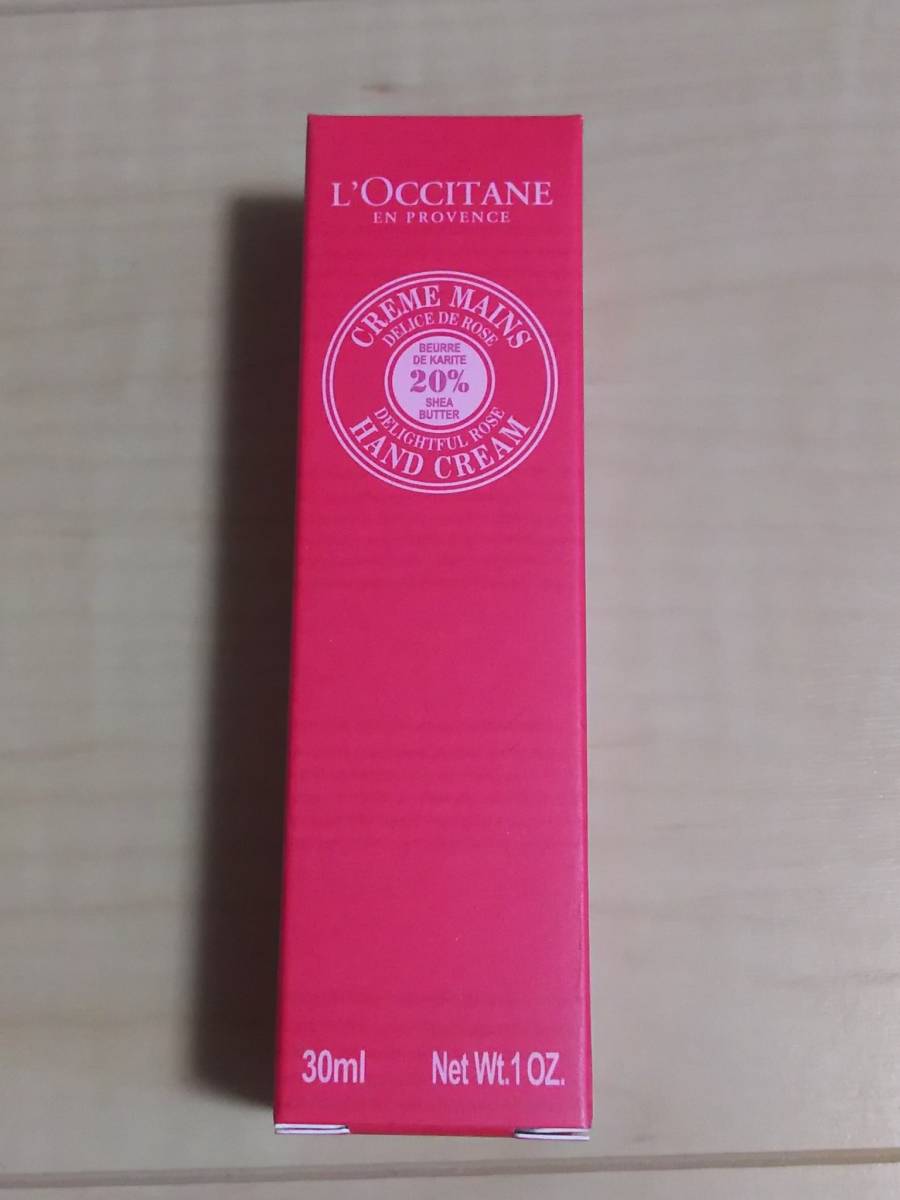 L'OCCITANE
EN PROVENCE
CREME MAINS
DELICE DE ROSE
BEURRE
DE KARITE
20%
SHEA
BUTTER
DELIGHTFUL ROSE
HAND CREAM
30ml Net Wt.1 OZ.